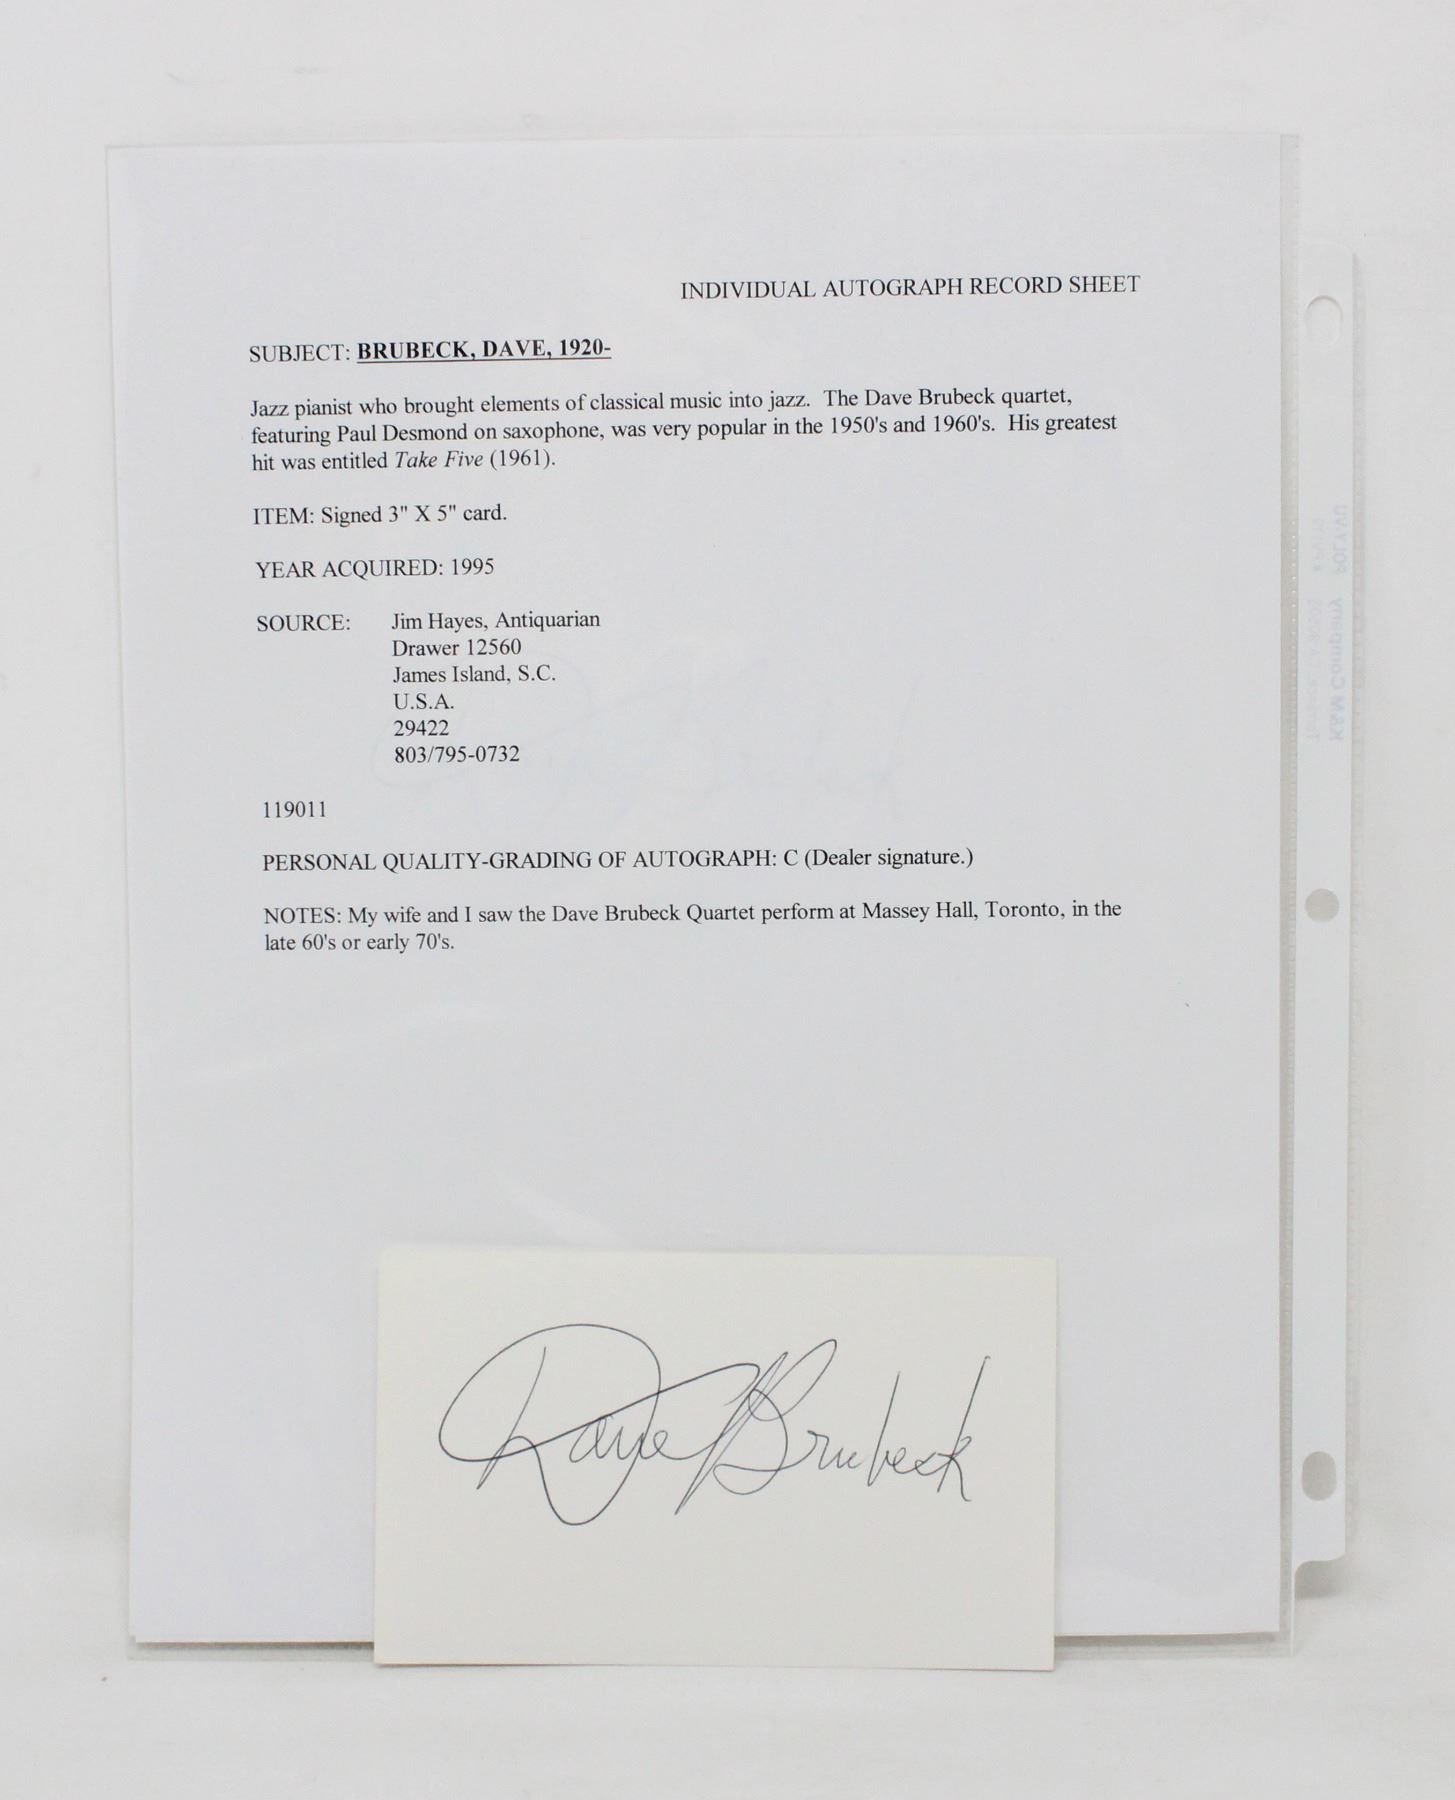 INDIVIDUAL AUTOGRAPH RECORD SHEET
SUBJECT: BRUBECK, DAVE, 1920-
Jazz pianist who brought elements of classical music into jazz. The Dave Brubeck quartet,
featuring Paul Desmond on saxophone, was very popular in the 1950's and 1960's. His greatest
hit was entitled Take Five (1961).
ITEM: Signed 3" X 5" card.
YEAR ACQUIRED: 1995
SOURCE: Jim Hayes, Antiquarian
Drawer 12560
James Island, S.C.
U.S.A.
29422
803/795-0732
119011
PERSONAL QUALITY-GRADING OF AUTOGRAPH: C (Dealer signature.)
NOTES: My wife and I saw the Dave Brubeck Quartet perform at Massey Hall, Toronto, in the
late 60's or early 70's.
Dave Brubeck
K&M Company POLY-VU